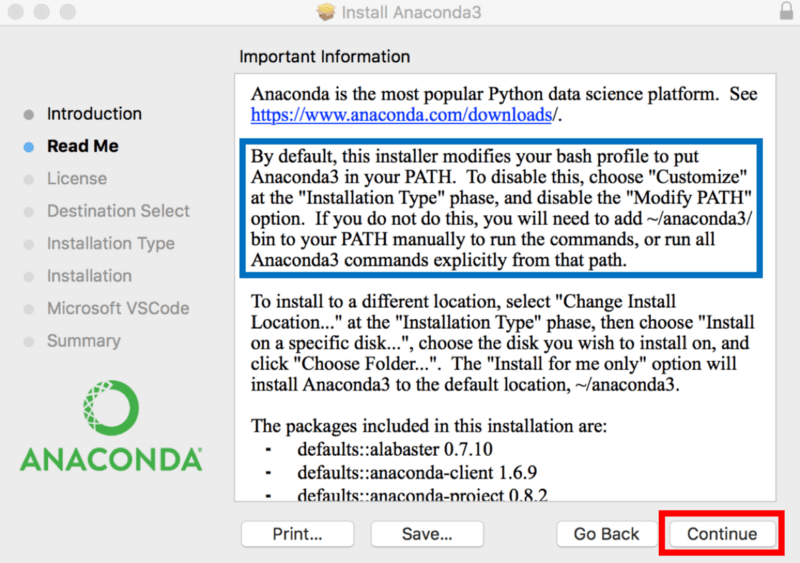 Install Anaconda3
Important Information
Introduction
Read Me
License
Destination Select
Installation Type
Installation
Microsoft VSCode
Summary
ANACONDA
Anaconda is the most popular Python data science platform.  See
https://www.anaconda.com/downloads/.
By default, this installer modifies your bash profile to put
Anaconda3 in your PATH.  To disable this, choose "Customize"
at the "Installation Type" phase, and disable the "Modify PATH"
option.  If you do not do this, you will need to add ~/anaconda3/
bin to your PATH manually to run the commands, or run all
Anaconda3 commands explicitly from that path.
To install to a different location, select "Change Install
Location..." at the "Installation Type" phase, then choose "Install
on a specific disk...", choose the disk you wish to install on, and
click "Choose Folder...".  The "Install for me only" option will
install Anaconda3 to the default location, ~/anaconda3.
The packages included in this installation are:
- defaults::alabaster 0.7.10
- defaults::anaconda-client 1.6.9
- defaults::anaconda-project 0.8.2
Print...
Save...
Go Back
Continue